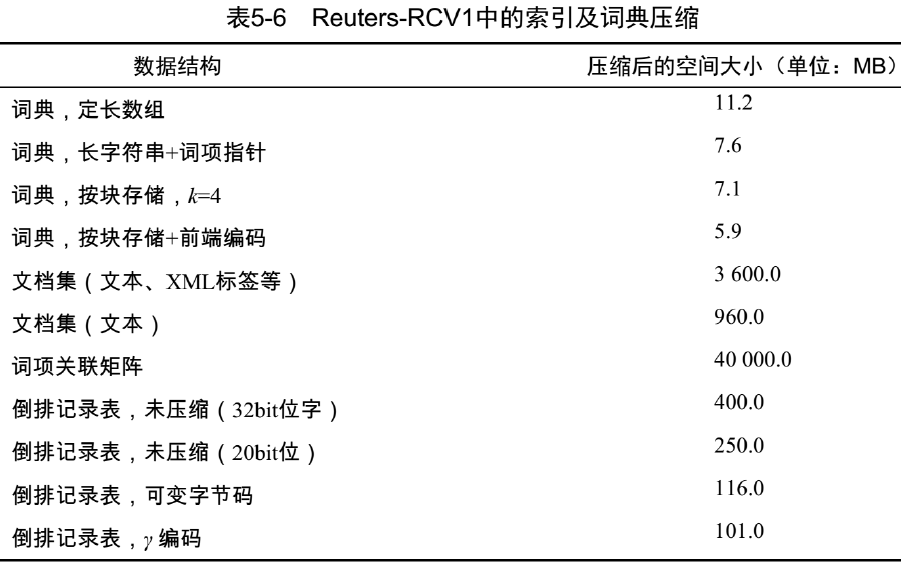 表5-6 Reuters-RCV1中的索引及词典压缩
数据结构 压缩后的空间大小（单位：MB）
词典，定长数组 11.2
词典，长字符串+词项指针 7.6
词典，按块存储，k=4 7.1
词典，按块存储+前端编码 5.9
文档集（文本、XML标签等） 3 600.0
文档集（文本） 960.0
词项关联矩阵 40 000.0
倒排记录表，未压缩（32bit位字） 400.0
倒排记录表，未压缩（20bit位） 250.0
倒排记录表，可变字节码 116.0
倒排记录表，γ 编码 101.0